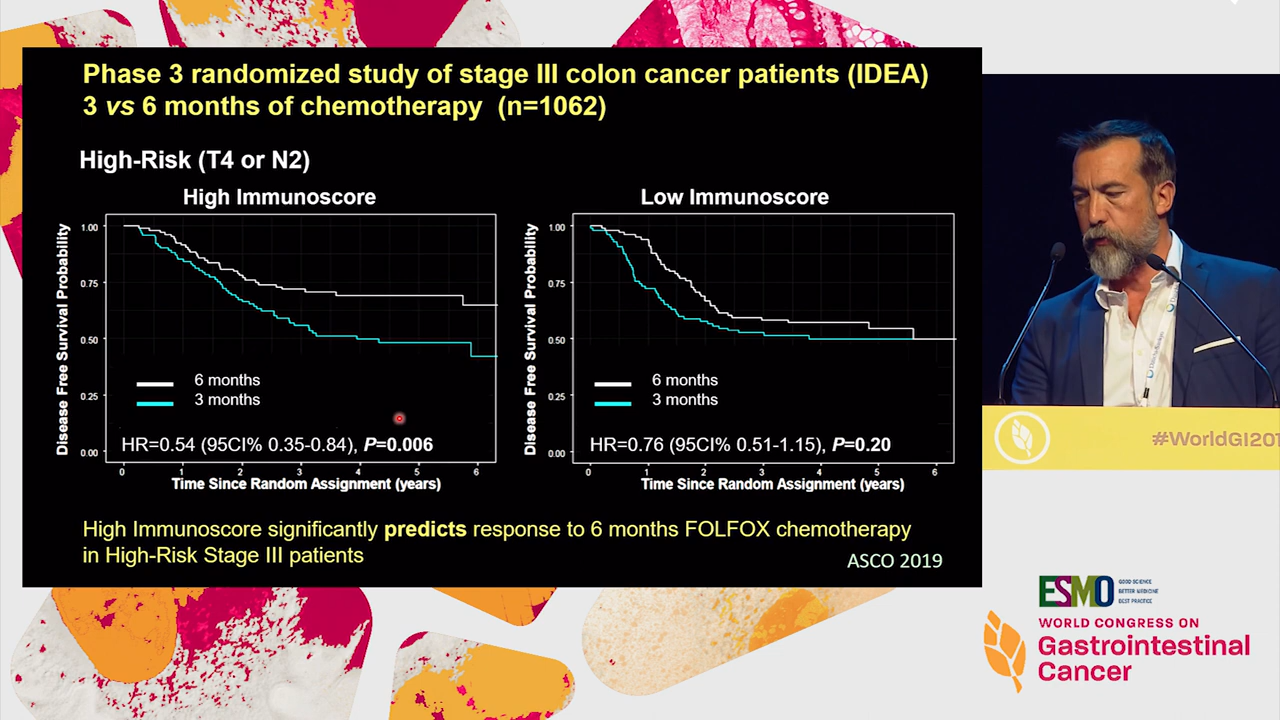 Phase 3 randomized study of stage III colon cancer patients (IDEA)
3 vs 6 months of chemotherapy (n=1062)
High-Risk (T4 or N2)
High Immunoscore
Disease Free Survival Probability
1.00
0.75
0.50
0.25
0.00
6 months
3 months
HR=0.54 (95CI% 0.35-0.84), P=0.006
0 1 2 3 4 5 6
Time Since Random Assignment (years)
Low Immunoscore
Disease Free Survival Probability
1.00
0.75
0.50
0.25
0.00
6 months
3 months
HR=0.76 (95CI% 0.51-1.15), P=0.20
0 1 2 3 4 5 6
Time Since Random Assignment (years)
High Immunoscore significantly predicts response to 6 months FOLFOX chemotherapy
in High-Risk Stage III patients
ASCO 2019
#WorldGI201
ESMO
GOOD SCIENCE
BETTER MEDICINE
BEST PRACTICE
WORLD CONGRESS ON
Gastrointestinal
Cancer